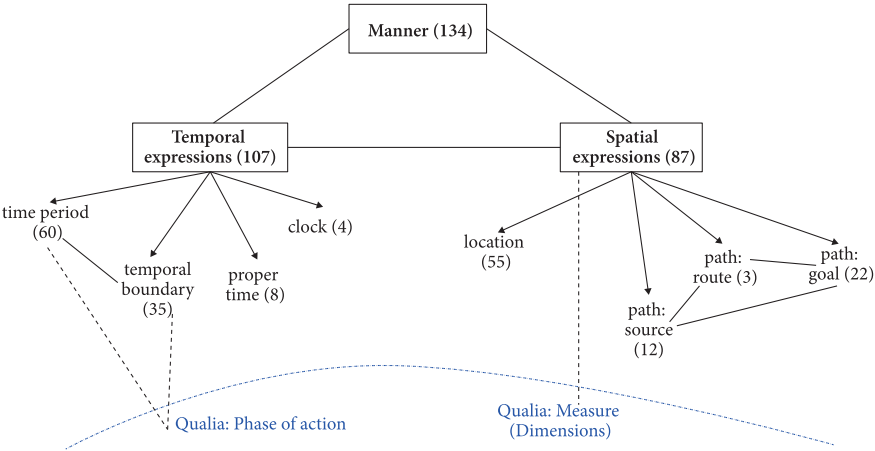 Manner (134)
Temporal
expressions (107)
Spatial
expressions (87)
time period
(60)
temporal
boundary
(35)
proper
time (8)
clock (4)
location
(55)
path:
source
(12)
path:
route (3)
path:
goal (22)
Qualia: Phase of action
Qualia: Measure
(Dimensions)